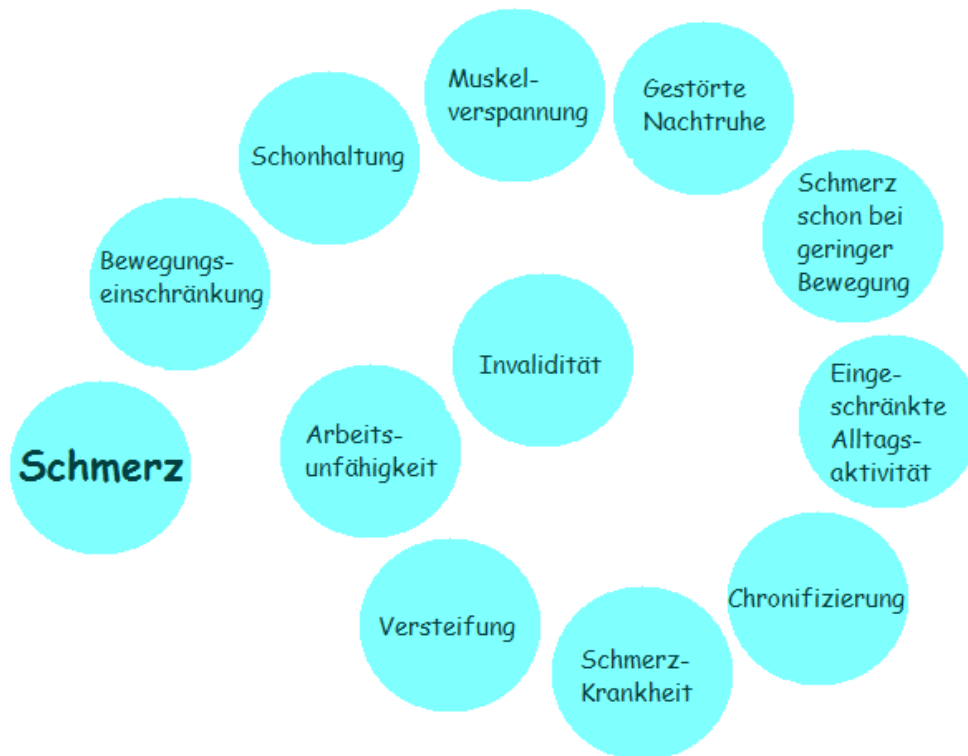 Schmerz
Bewegungs-
einschränkung
Schonhaltung
Muskel-
verspannung
Gestörte
Nachtruhe
Schmerz
schon bei
geringer
Bewegung
Einge-
schränkte
Alltags-
aktivität
Chronifizierung
Schmerz-
Krankheit
Versteifung
Arbeits-
unfähigkeit
Invalidität